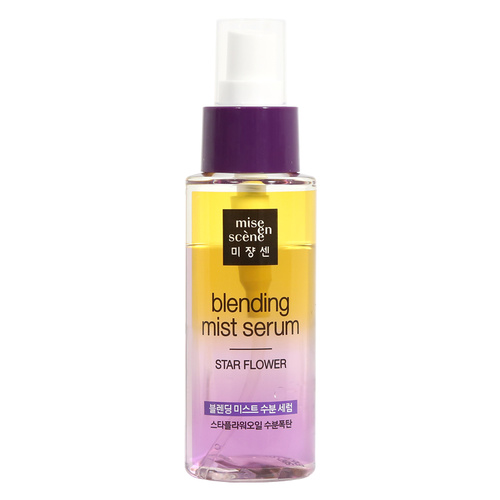 mise
en
scène
미쟝센
blending
mist serum
STAR FLOWER
블렌딩 미스트 수분 세럼
스타플라워오일 수분폭탄